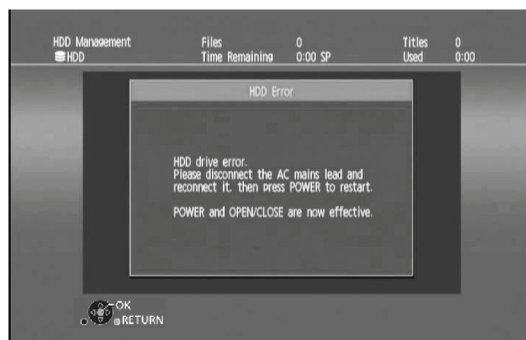 HDD Management Files 0 Titles 0
HDD Time Remaining 0:00 SP Used 0:00
HDD Error
HDD drive error.
Please disconnect the AC mains lead and
reconnect it, then press POWER to restart.
POWER and OPEN/CLOSE are now effective.
OK
RETURN